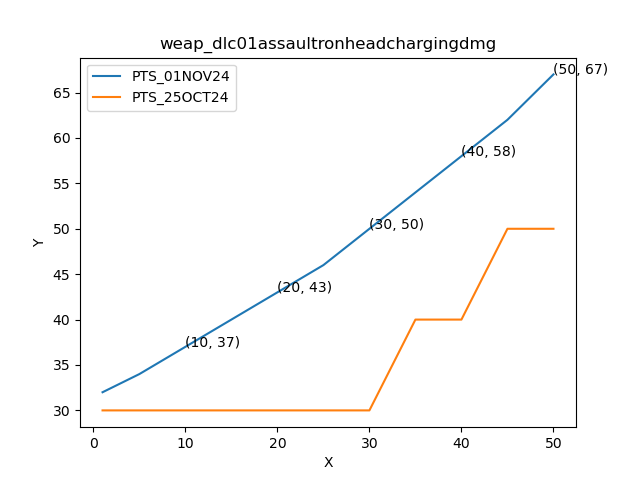 weap_dlc01assaultronheadchargingdmg
PTS_01NOV24
PTS_25OCT24
(50, 67)
(40, 58)
(30, 50)
(20, 43)
(10, 37)
Y
65
60
55
50
45
40
35
30
0 10 20 30 40 50
X